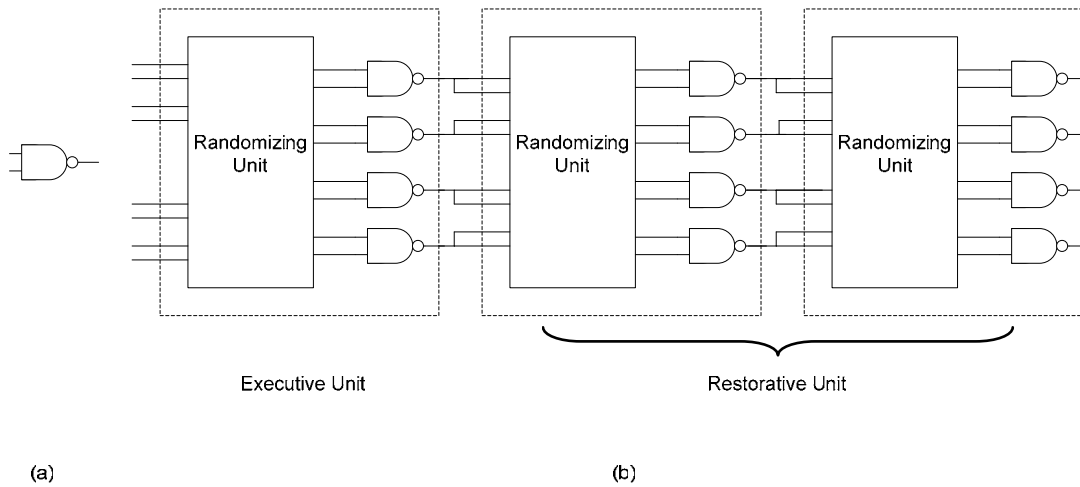 Randomizing
Unit
Randomizing
Unit
Randomizing
Unit
Executive Unit
Restorative Unit
(a)
(b)